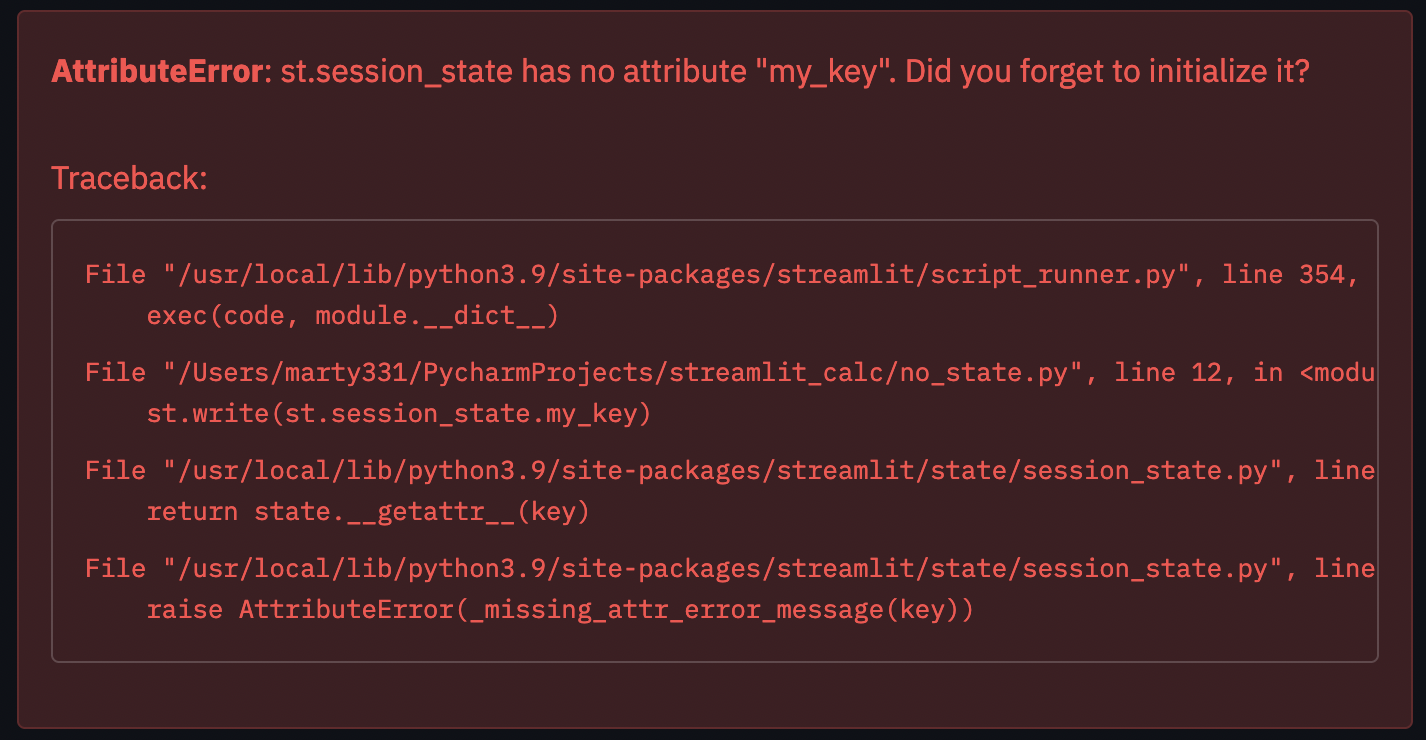 AttributeError: st.session_state has no attribute "my_key". Did you forget to initialize it?
Traceback:
File "/usr/local/lib/python3.9/site-packages/streamlit/script_runner.py", line 354,
exec(code, module.__dict__)
File "/Users/marty331/PycharmProjects/streamlit_calc/no_state.py", line 12, in <modu
st.write(st.session_state.my_key)
File "/usr/local/lib/python3.9/site-packages/streamlit/state/session_state.py", line
return state.__getattr__(key)
File "/usr/local/lib/python3.9/site-packages/streamlit/state/session_state.py", line
raise AttributeError(_missing_attr_error_message(key))